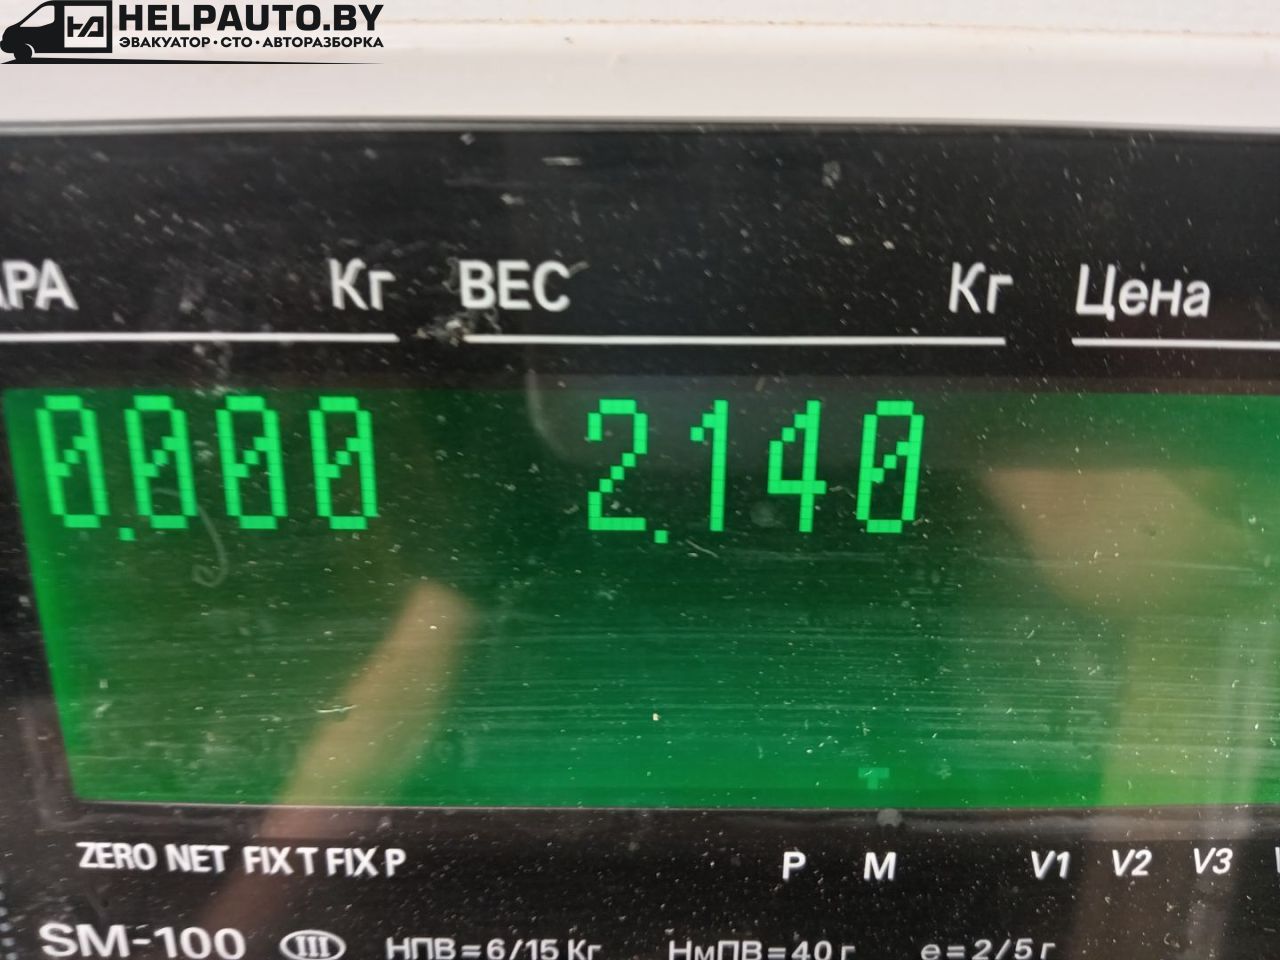 HELPAUTO.BY
ЭВАКУАТОР·СТО·АВТОРАЗБОРКА
АРА Кг ВЕС Кг Цена
0.000 2.140
ZERO NET FIX T FIX P P M V1 V2 V3
SM-100 III НПВ=6/15 Кг НмПВ=40 г е=2/5 г